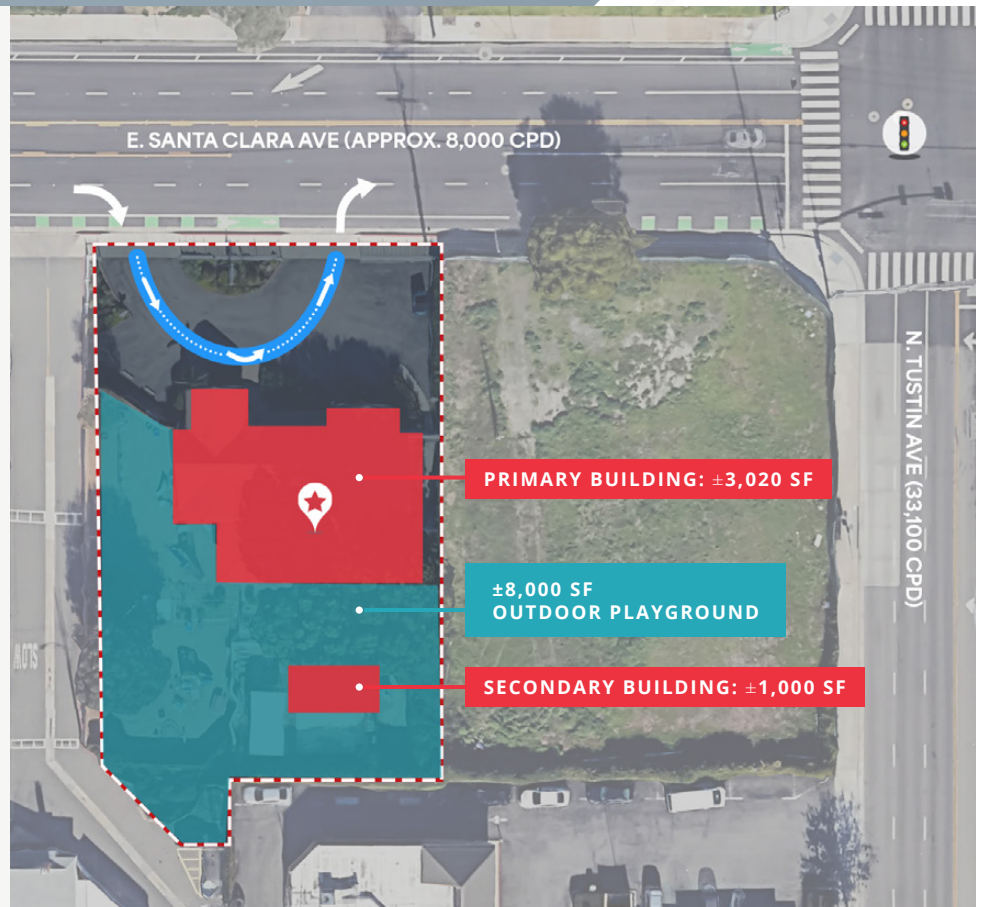 E. SANTA CLARA AVE (APPROX. 8,000 CPD)
N. TUSTIN AVE (33,100 CPD)
PRIMARY BUILDING: ±3,020 SF
±8,000 SF
OUTDOOR PLAYGROUND
SECONDARY BUILDING: ±1,000 SF
SLOW